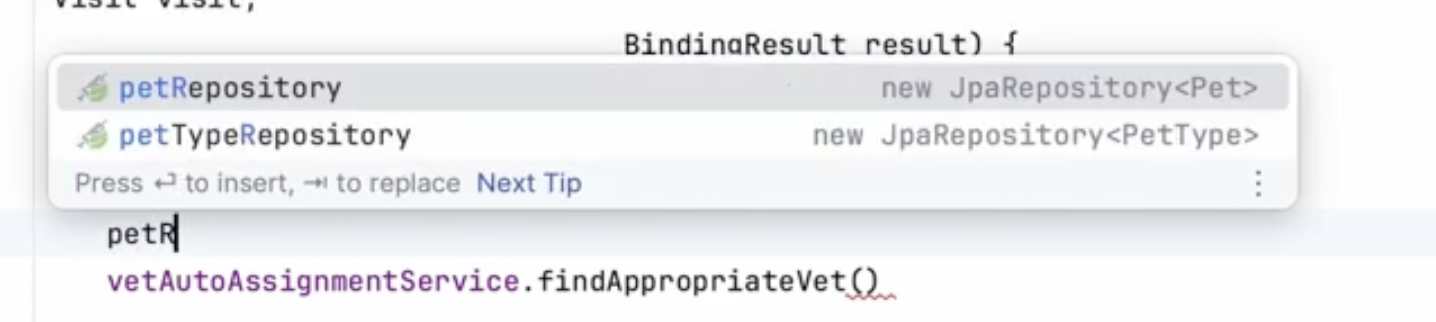 Visit visit,
BindingResult result) {
petRepository new JpaRepository<Pet>
petTypeRepository new JpaRepository<PetType>
Press ↩ to insert, ⇥ to replace Next Tip
petR
vetAutoAssignmentService.findAppropriateVet()